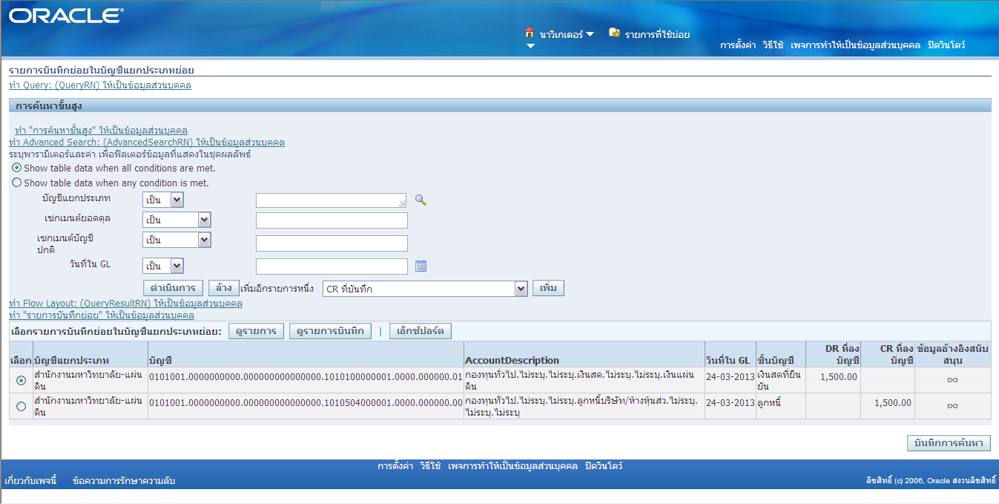 ORACLE
นาวิเกเตอร์ รายการที่ใช้บ่อย
การตั้งค่า วิธีใช้ เพจการทำให้เป็นข้อมูลส่วนบุคคล ปิดวินโดว์
รายการบันทึกย่อยในบัญชีแยกประเภทย่อย
ทำ Query: (QueryRN) ให้เป็นข้อมูลส่วนบุคคล
การค้นหาขั้นสูง
ทำ "การค้นหาขั้นสูง" ให้เป็นข้อมูลส่วนบุคคล
ทำ Advanced Search: (AdvancedSearchRN) ให้เป็นข้อมูลส่วนบุคคล
ระบุพารามิเตอร์และค่า เพื่อฟิลเตอร์ข้อมูลที่แสดงในชุดผลลัพธ์
Show table data when all conditions are met.
Show table data when any condition is met.
บัญชีแยกประเภท เป็น
เซกเมนต์ยอดดุล เป็น
เซกเมนต์บัญชี เป็น
ปกติ
วันที่ใน GL เป็น
ดำเนินการ ล้าง เพิ่มอีกรายการหนึ่ง CR ที่บันทึก เพิ่ม
ทำ Flow Layout: (QueryResultRN) ให้เป็นข้อมูลส่วนบุคคล
ทำ "รายการบันทึกย่อย" ให้เป็นข้อมูลส่วนบุคคล
เลือกรายการบันทึกย่อยในบัญชีแยกประเภทย่อย: ดูรายการ ดูรายการบันทึก | เอ็กซ์ปอร์ต
DR ที่ลง CR ที่ลง ข้อมูลอ้างอิงสนับ
เลือก บัญชีแยกประเภท บัญชี AccountDescription วันที่ใน GL ชั้นบัญชี บัญชี บัญชี สนุน
สำนักงานมหาวิทยาลัย-แผ่น 0101001.0000000000.000000000000000.1010100000001.0000.000000.01 กองทุนทั่วไป.ไม่ระบุ.ไม่ระบุ.เงินสด.ไม่ระบุ.ไม่ระบุ.เงินแผ่น 24-03-2013 เงินสดที่ยืน 1,500.00
ดิน ดิน ยัน
สำนักงานมหาวิทยาลัย-แผ่น 0101001.0000000000.000000000000000.1010504000001.0000.000000.00 กองทุนทั่วไป.ไม่ระบุ.ไม่ระบุ.ลูกหนี้บริษัท/ห้างหุ้นส่ว.ไม่ระบุ. 24-03-2013 ลูกหนี้ 1,500.00
ดิน ไม่ระบุ.ไม่ระบุ
บันทึกการค้นหา
การตั้งค่า วิธีใช้ เพจการทำให้เป็นข้อมูลส่วนบุคคล ปิดวินโดว์
เกี่ยวกับเพจนี้ ข้อความการรักษาความลับ ลิขสิทธิ์ (c) 2006, Oracle สงวนลิขสิทธิ์